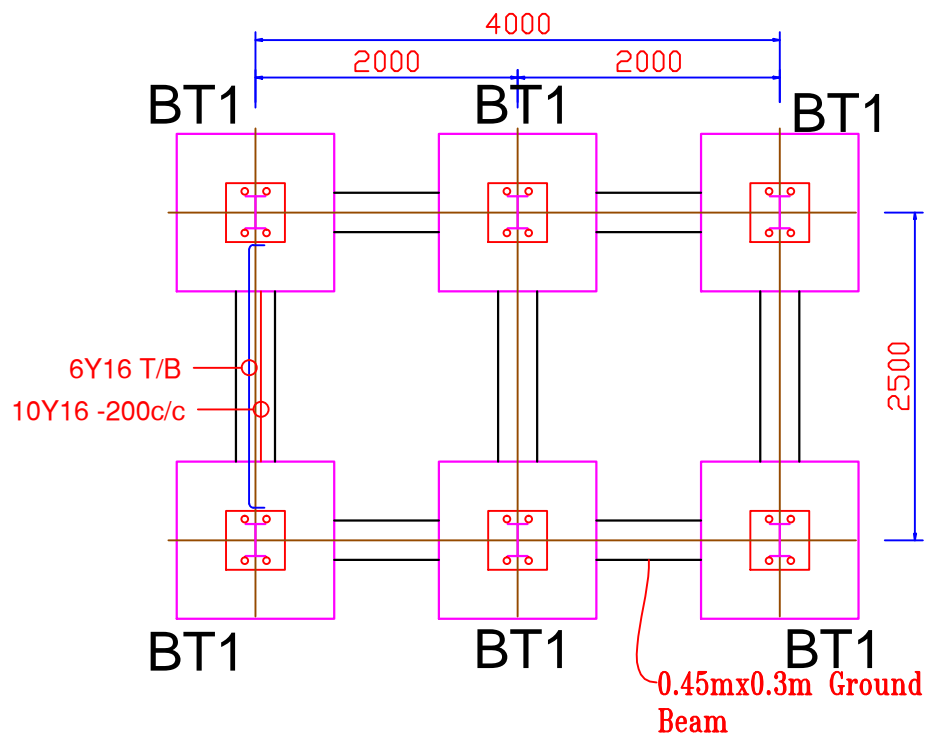 4000
2000
2000
BT1
BT1
BT1
6Y16 T/B
10Y16 -200c/c
2500
BT1
BT1
BT1
0.45mx0.3m Ground
Beam